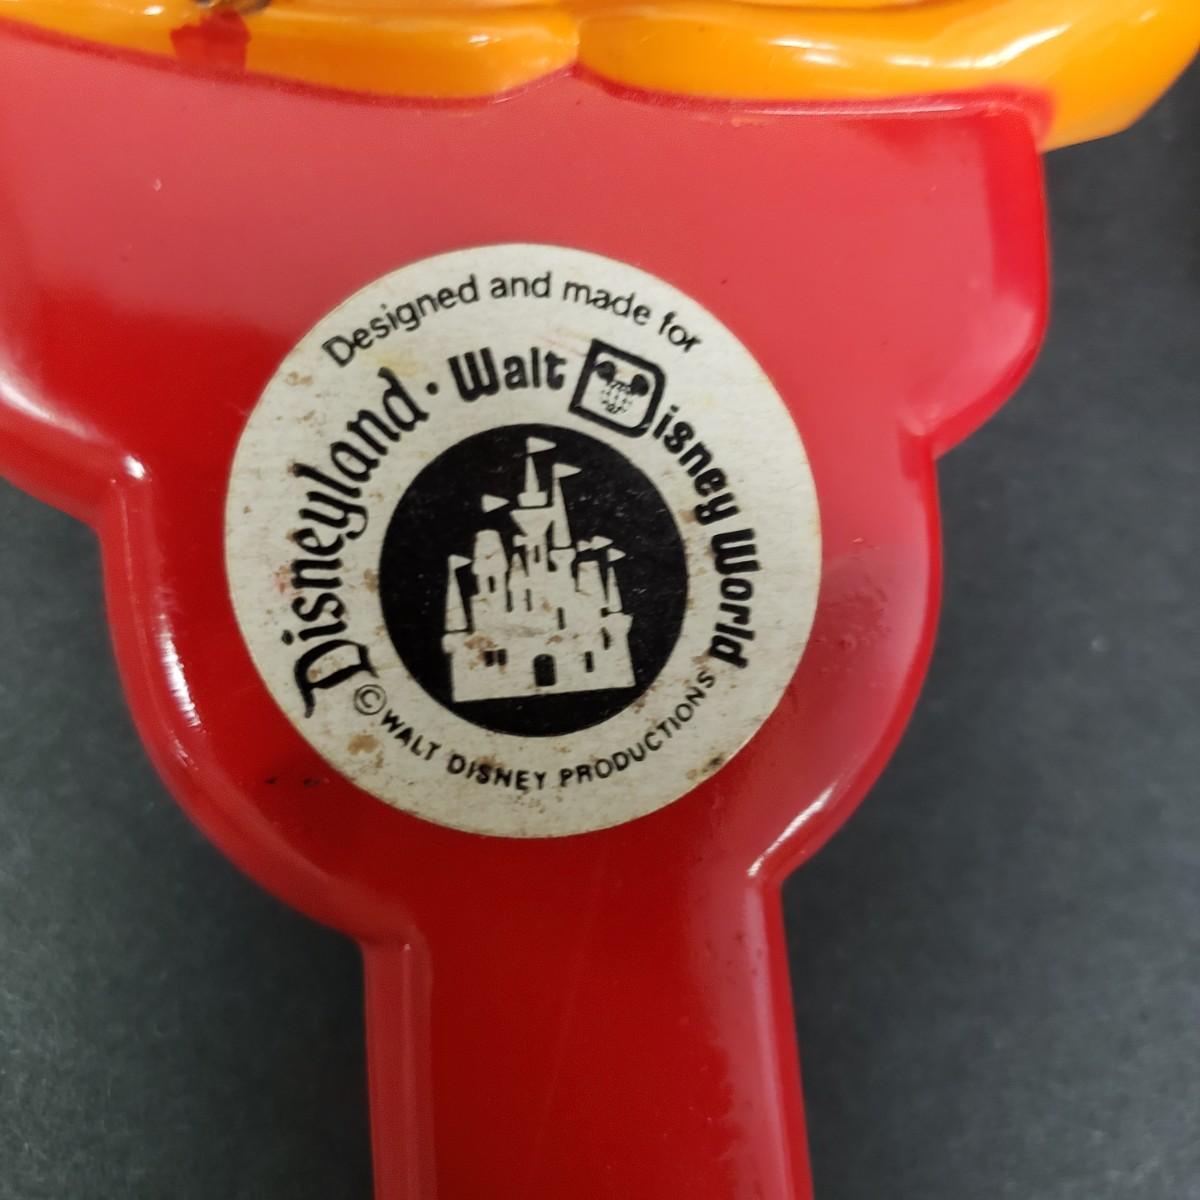 Designed and made for
Disneyland · Walt Disney World
© WALT DISNEY PRODUCTIONS